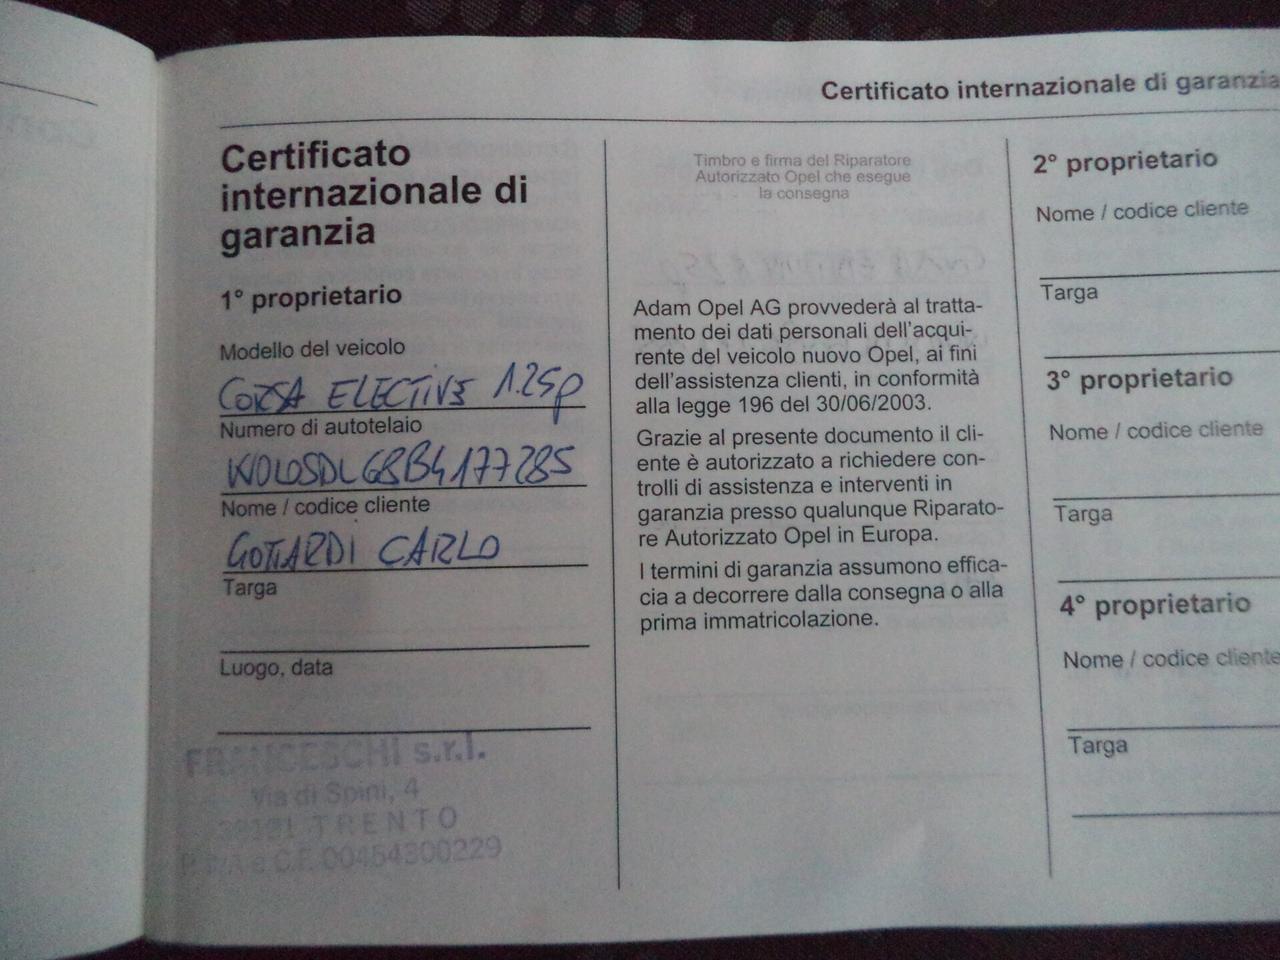 Certificato internazionale di garanzia
Certificato
internazionale di
garanzia
1° proprietario
Modello del veicolo
CORSA ELECTIVE 1.2 5p
Numero di autotelaio
W0L0SDL68B4177285
Nome / codice cliente
GOTTARDI CARLO
Targa
Luogo, data
FRANCESCHI s.r.l.
Via di Spini, 4
38121 TRENTO
P. IVA e C.F. 00454300229
Timbro e firma del Riparatore
Autorizzato Opel che esegue
la consegna
Adam Opel AG provvederà al tratta-
mento dei dati personali dell'acqui-
rente del veicolo nuovo Opel, ai fini
dell'assistenza clienti, in conformità
alla legge 196 del 30/06/2003.
Grazie al presente documento il cli-
ente è autorizzato a richiedere con-
trolli di assistenza e interventi in
garanzia presso qualunque Riparato-
re Autorizzato Opel in Europa.
I termini di garanzia assumono effica-
cia a decorrere dalla consegna o alla
prima immatricolazione.
2° proprietario
Nome / codice cliente
Targa
3° proprietario
Nome / codice cliente
Targa
4° proprietario
Nome / codice cliente
Targa